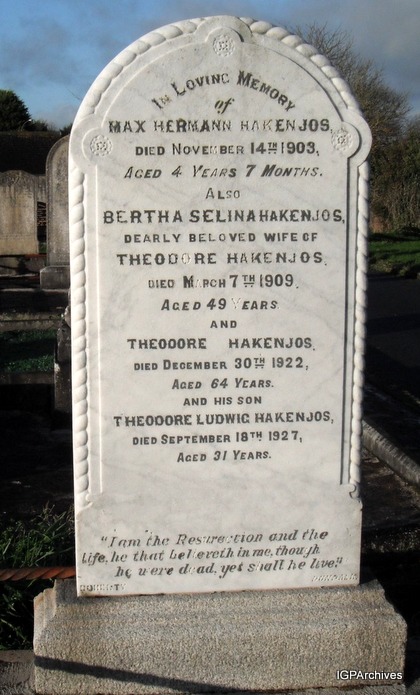 In Loving Memory
of
MAX HERMANN HAKENJOS,
DIED NOVEMBER 14TH 1903,
AGED 4 YEARS 7 MONTHS.
ALSO
BERTHA SELINA HAKENJOS,
DEARLY BELOVED WIFE OF
THEODORE HAKENJOS.
DIED MARCH 7TH 1909.
AGED 49 YEARS.
AND
THEODORE HAKENJOS.
DIED DECEMBER 30TH 1922,
AGED 64 YEARS.
AND HIS SON
THEODORE LUDWIG HAKENJOS,
DIED SEPTEMBER 18TH 1927,
AGED 31 YEARS.
"I am the Resurrection and the
life, he that believeth in me, though
he were dead, yet shall he live."
DOHERTY DUNDALK
IGPArchives